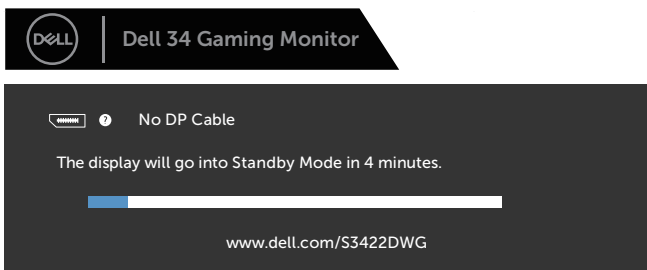 DELL
Dell 34 Gaming Monitor
? No DP Cable
The display will go into Standby Mode in 4 minutes.
www.dell.com/S3422DWG